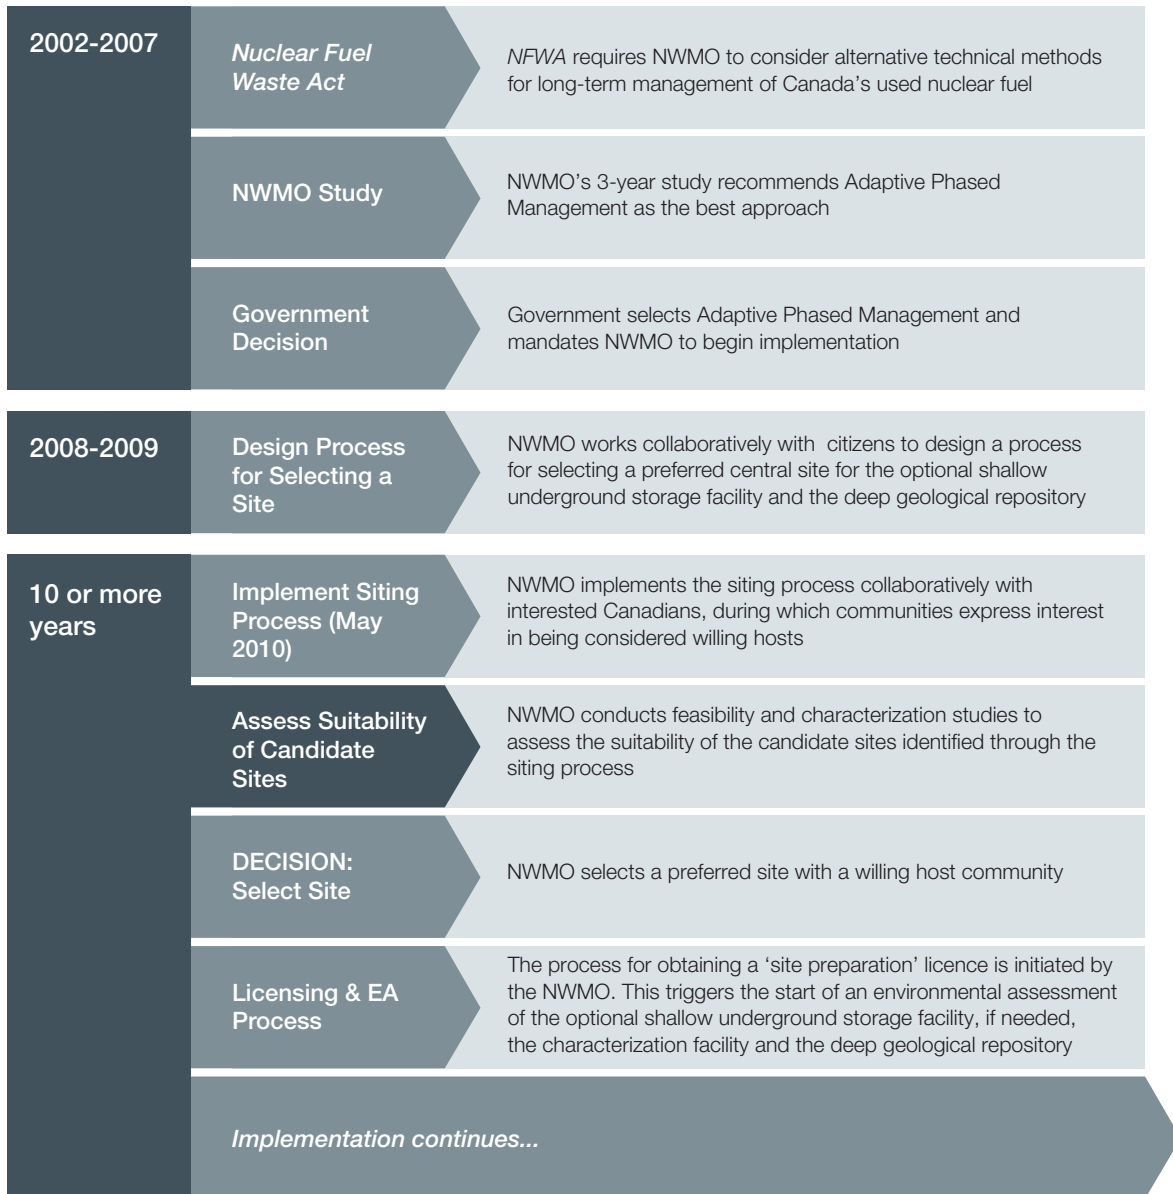 2002-2007
Nuclear Fuel
Waste Act
NFWA requires NWMO to consider alternative technical methods
for long-term management of Canada's used nuclear fuel
NWMO Study
NWMO's 3-year study recommends Adaptive Phased
Management as the best approach
Government
Decision
Government selects Adaptive Phased Management and
mandates NWMO to begin implementation
2008-2009
Design Process
for Selecting a
Site
NWMO works collaboratively with citizens to design a process
for selecting a preferred central site for the optional shallow
underground storage facility and the deep geological repository
10 or more
years
Implement Siting
Process (May
2010)
NWMO implements the siting process collaboratively with
interested Canadians, during which communities express interest
in being considered willing hosts
Assess Suitability
of Candidate
Sites
NWMO conducts feasibility and characterization studies to
assess the suitability of the candidate sites identified through the
siting process
DECISION:
Select Site
NWMO selects a preferred site with a willing host community
Licensing & EA
Process
The process for obtaining a 'site preparation' licence is initiated by
the NWMO. This triggers the start of an environmental assessment
of the optional shallow underground storage facility, if needed,
the characterization facility and the deep geological repository
Implementation continues...